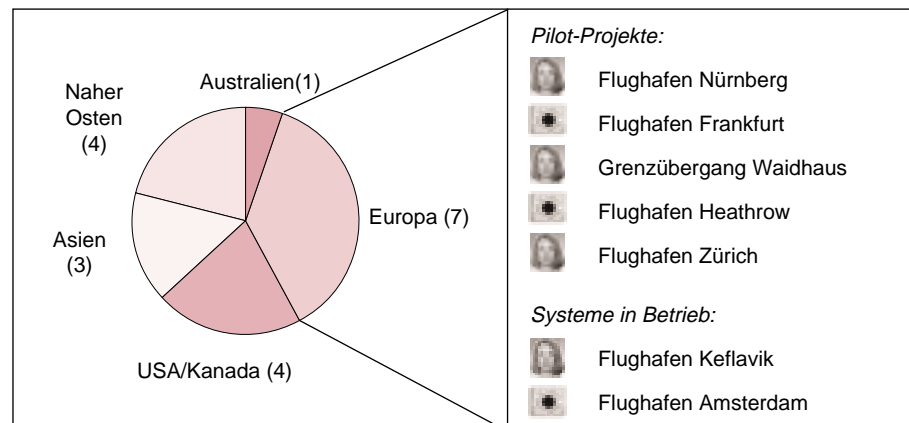 Australien(1)
Naher
Osten
(4)
Europa (7)
Asien
(3)
USA/Kanada (4)
Pilot-Projekte:
Flughafen Nürnberg
Flughafen Frankfurt
Grenzübergang Waidhaus
Flughafen Heathrow
Flughafen Zürich
Systeme in Betrieb:
Flughafen Keflavik
Flughafen Amsterdam